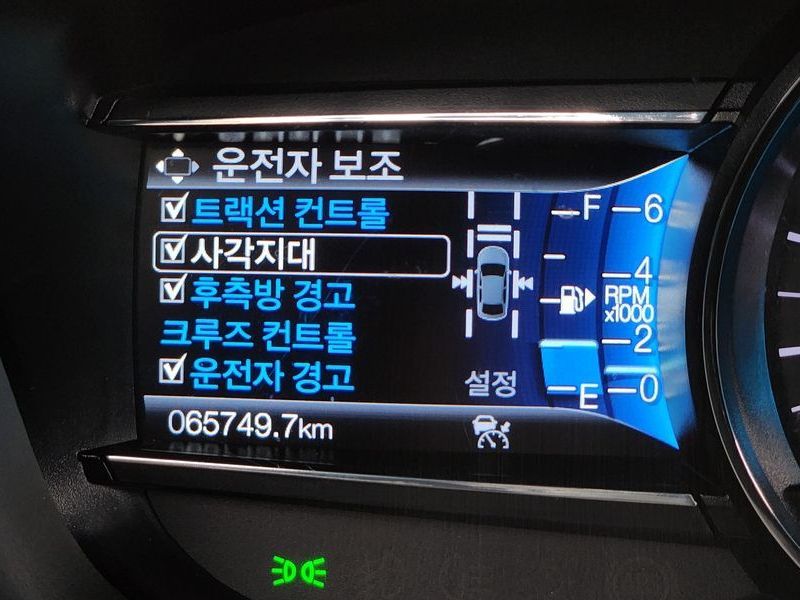 운전자 보조
트랙션 컨트롤
사각지대
후측방 경고
크루즈 컨트롤
운전자 경고
설정
F
E
6
4
RPM
x1000
2
0
065749.7km